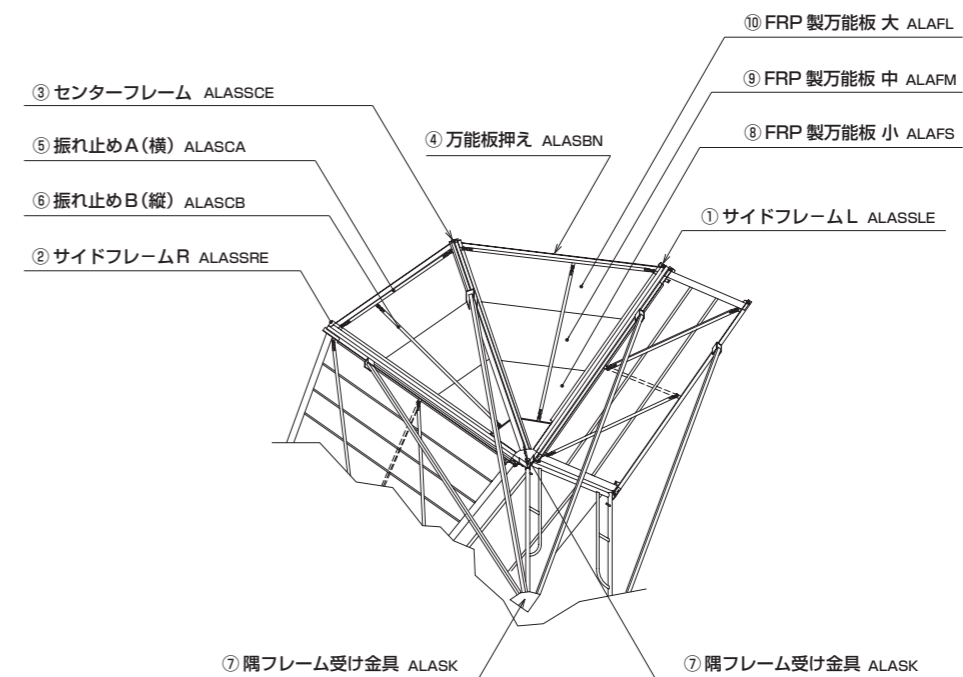 ⑩ FRP 製万能板 大 ALAFL
⑨ FRP 製万能板 中 ALAFM
③ センターフレーム ALASSCE
⑧ FRP 製万能板 小 ALAFS
④ 万能板押え ALASBN
⑤ 振れ止めA(横) ALASCA
⑥ 振れ止めB(縦) ALASCB
① サイドフレームL ALASSLE
② サイドフレームR ALASSRE
⑦ 隅フレーム受け金具 ALASK
⑦ 隅フレーム受け金具 ALASK